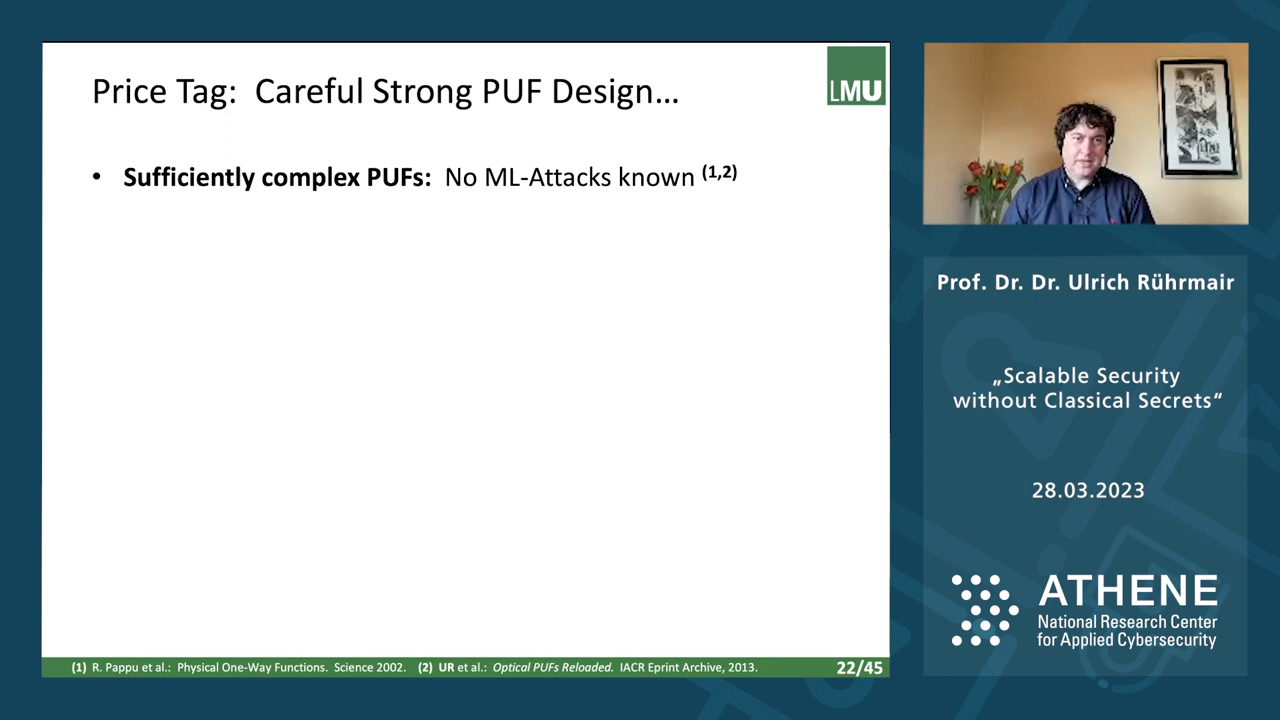 Price Tag: Careful Strong PUF Design…
LMU
• Sufficiently complex PUFs: No ML-Attacks known (1,2)
(1) R. Pappu et al.: Physical One-Way Functions. Science 2002. (2) UR et al.: Optical PUFs Reloaded. IACR Eprint Archive, 2013.
22/45
Prof. Dr. Dr. Ulrich Rührmair
„Scalable Security
without Classical Secrets“
28.03.2023
ATHENE
National Research Center
for Applied Cybersecurity